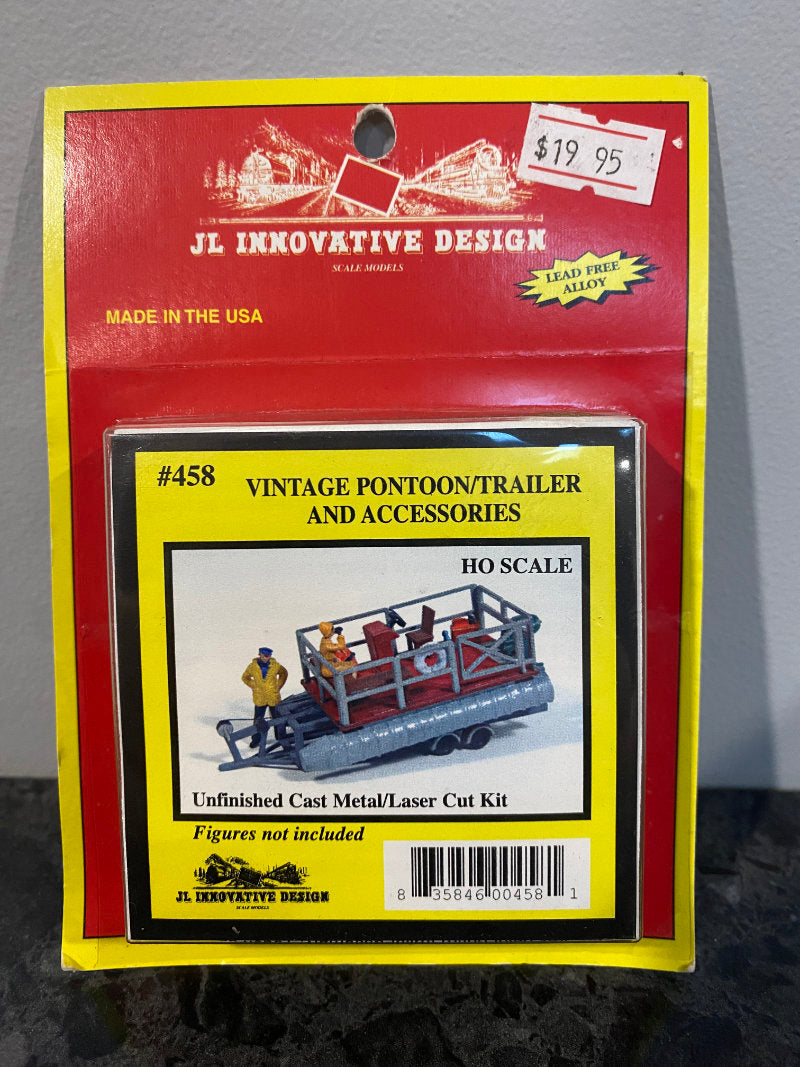 $19 95
JL INNOVATIVE DESIGN
SCALE MODELS
LEAD FREE
ALLOY
MADE IN THE USA
#458
VINTAGE PONTOON/TRAILER
AND ACCESSORIES
HO SCALE
Unfinished Cast Metal/Laser Cut Kit
Figures not included
JL INNOVATIVE DESIGN
SCALE MODELS
8 35846 00458 1